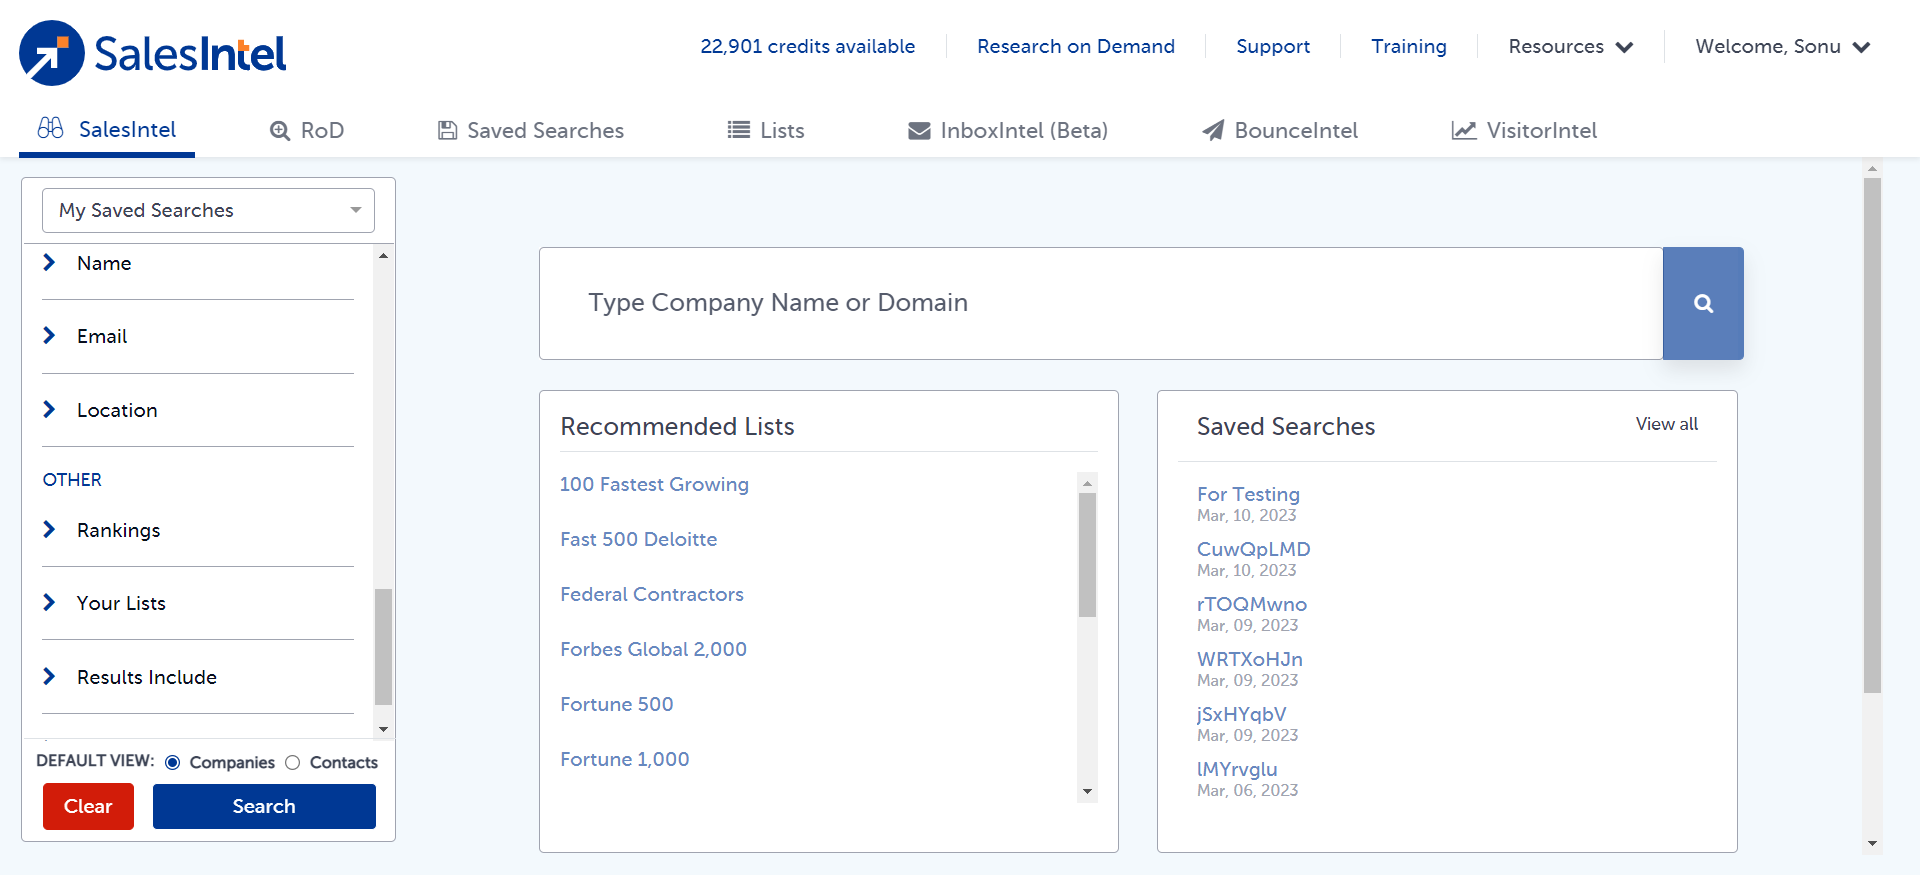 SalesIntel
22,901 credits available
Research on Demand
Support
Training
Resources
Welcome, Sonu
SalesIntel
RoD
Saved Searches
Lists
InboxIntel (Beta)
BounceIntel
VisitorIntel
My Saved Searches
Name
Email
Location
OTHER
Rankings
Your Lists
Results Include
DEFAULT VIEW: Companies Contacts
Clear
Search
Type Company Name or Domain
Recommended Lists
100 Fastest Growing
Fast 500 Deloitte
Federal Contractors
Forbes Global 2,000
Fortune 500
Fortune 1,000
Saved Searches
View all
For Testing
Mar, 10, 2023
CuwQpLMD
Mar, 10, 2023
rTOQMwno
Mar, 09, 2023
WRTXoHJn
Mar, 09, 2023
jSxHYqbV
Mar, 09, 2023
lMYrvglu
Mar, 06, 2023